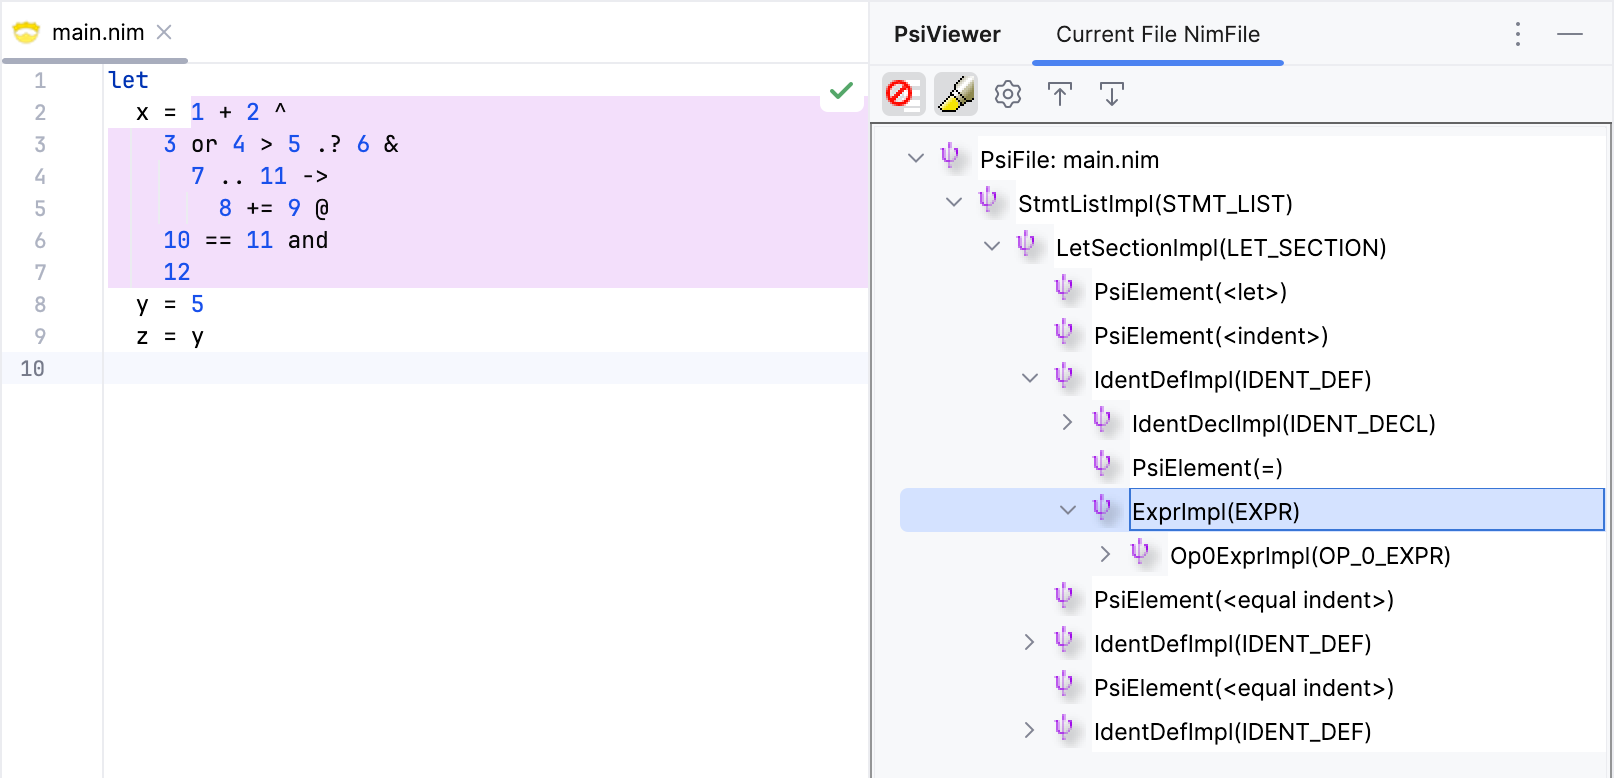 main.nim
PsiViewer
Current File NimFile
1 let
2 x = 1 + 2 ^
3 3 or 4 > 5 .? 6 &
4 7 .. 11 ->
5 8 += 9 @
6 10 == 11 and
7 12
8 y = 5
9 z = y
10
PsiFile: main.nim
StmtListImpl(STMT_LIST)
LetSectionImpl(LET_SECTION)
PsiElement(<let>)
PsiElement(<indent>)
IdentDefImpl(IDENT_DEF)
IdentDeclImpl(IDENT_DECL)
PsiElement(=)
ExprImpl(EXPR)
Op0ExprImpl(OP_0_EXPR)
PsiElement(<equal indent>)
IdentDefImpl(IDENT_DEF)
PsiElement(<equal indent>)
IdentDefImpl(IDENT_DEF)